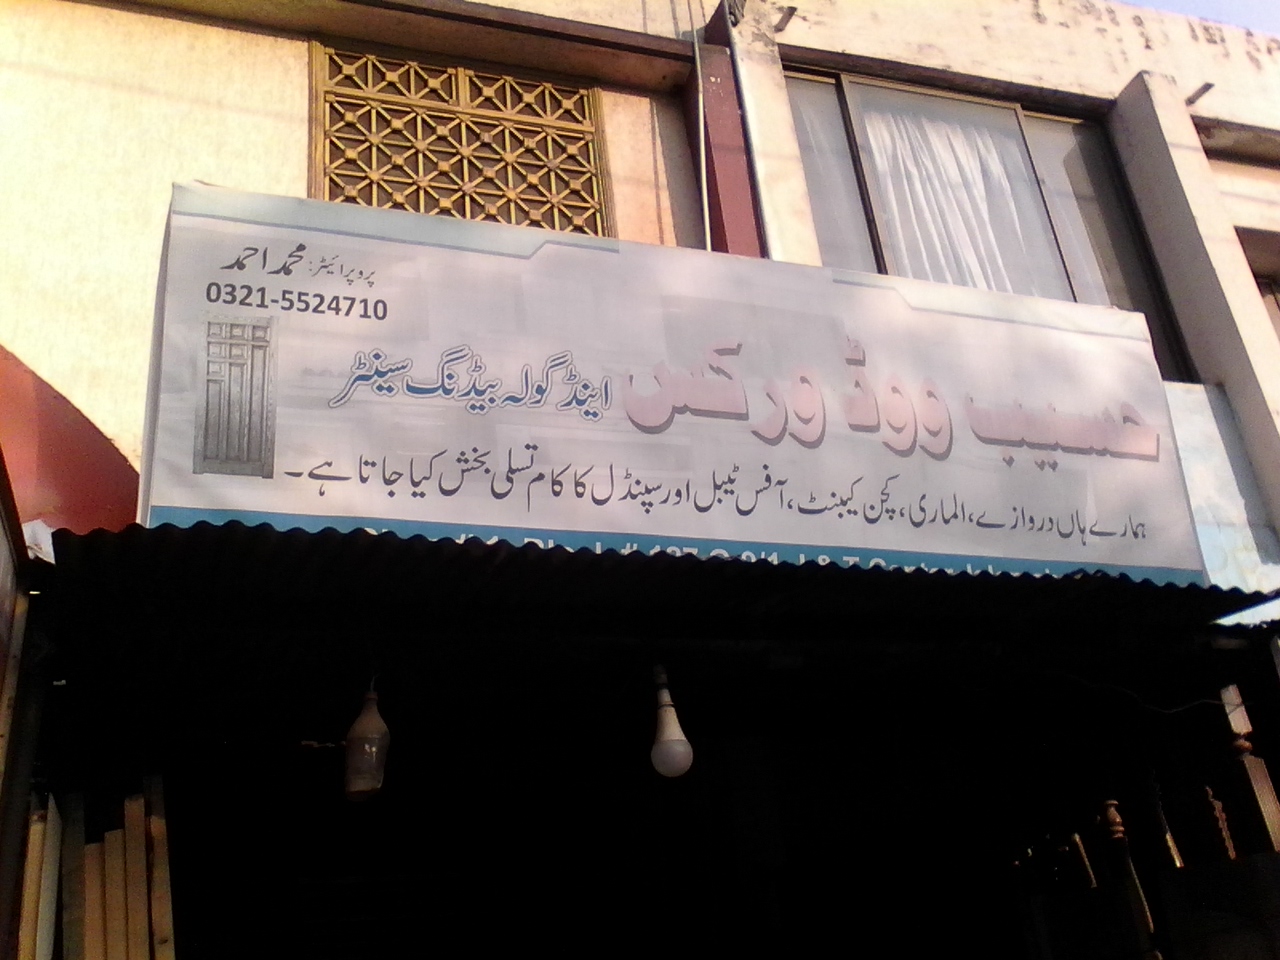 پروپرائیٹر: محمد احمد
0321-5524710
حسیب ووڈ ورکس اینڈ گولہ بیڈنگ سینٹر
ہمارے ہاں دروازے، الماری، کچن کیبنٹ، آفس ٹیبل اور سپنڈل کا کام تسلی بخش کیا جاتا ہے۔